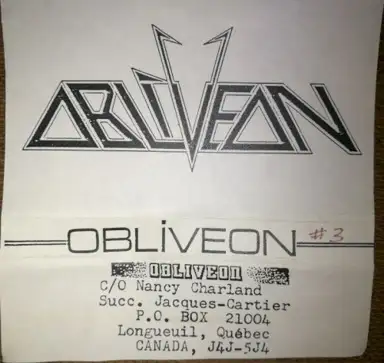 OBLIVEON
OBLiVEON #3
OBLIVEON
C/O Nancy Charland
Succ. Jacques-Cartier
P.O. BOX 21004
Longueuil, Québec
CANADA, J4J-5J4